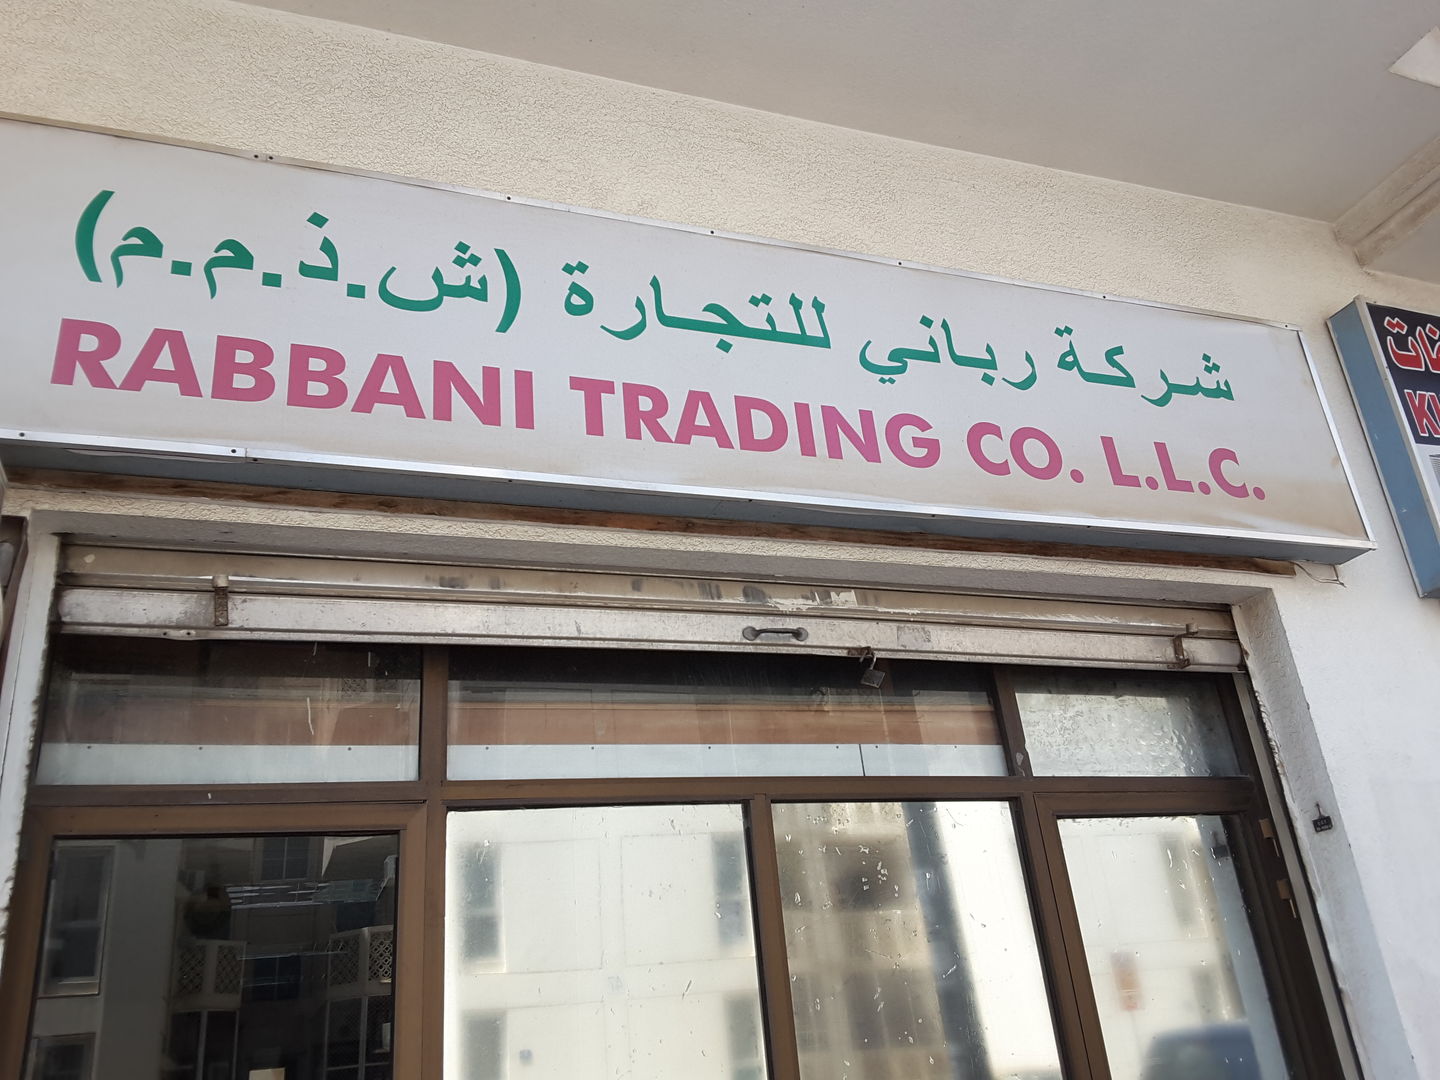 شركة رباني للتجارة (ش.ذ.م.م)
RABBANI TRADING CO. L.L.C.